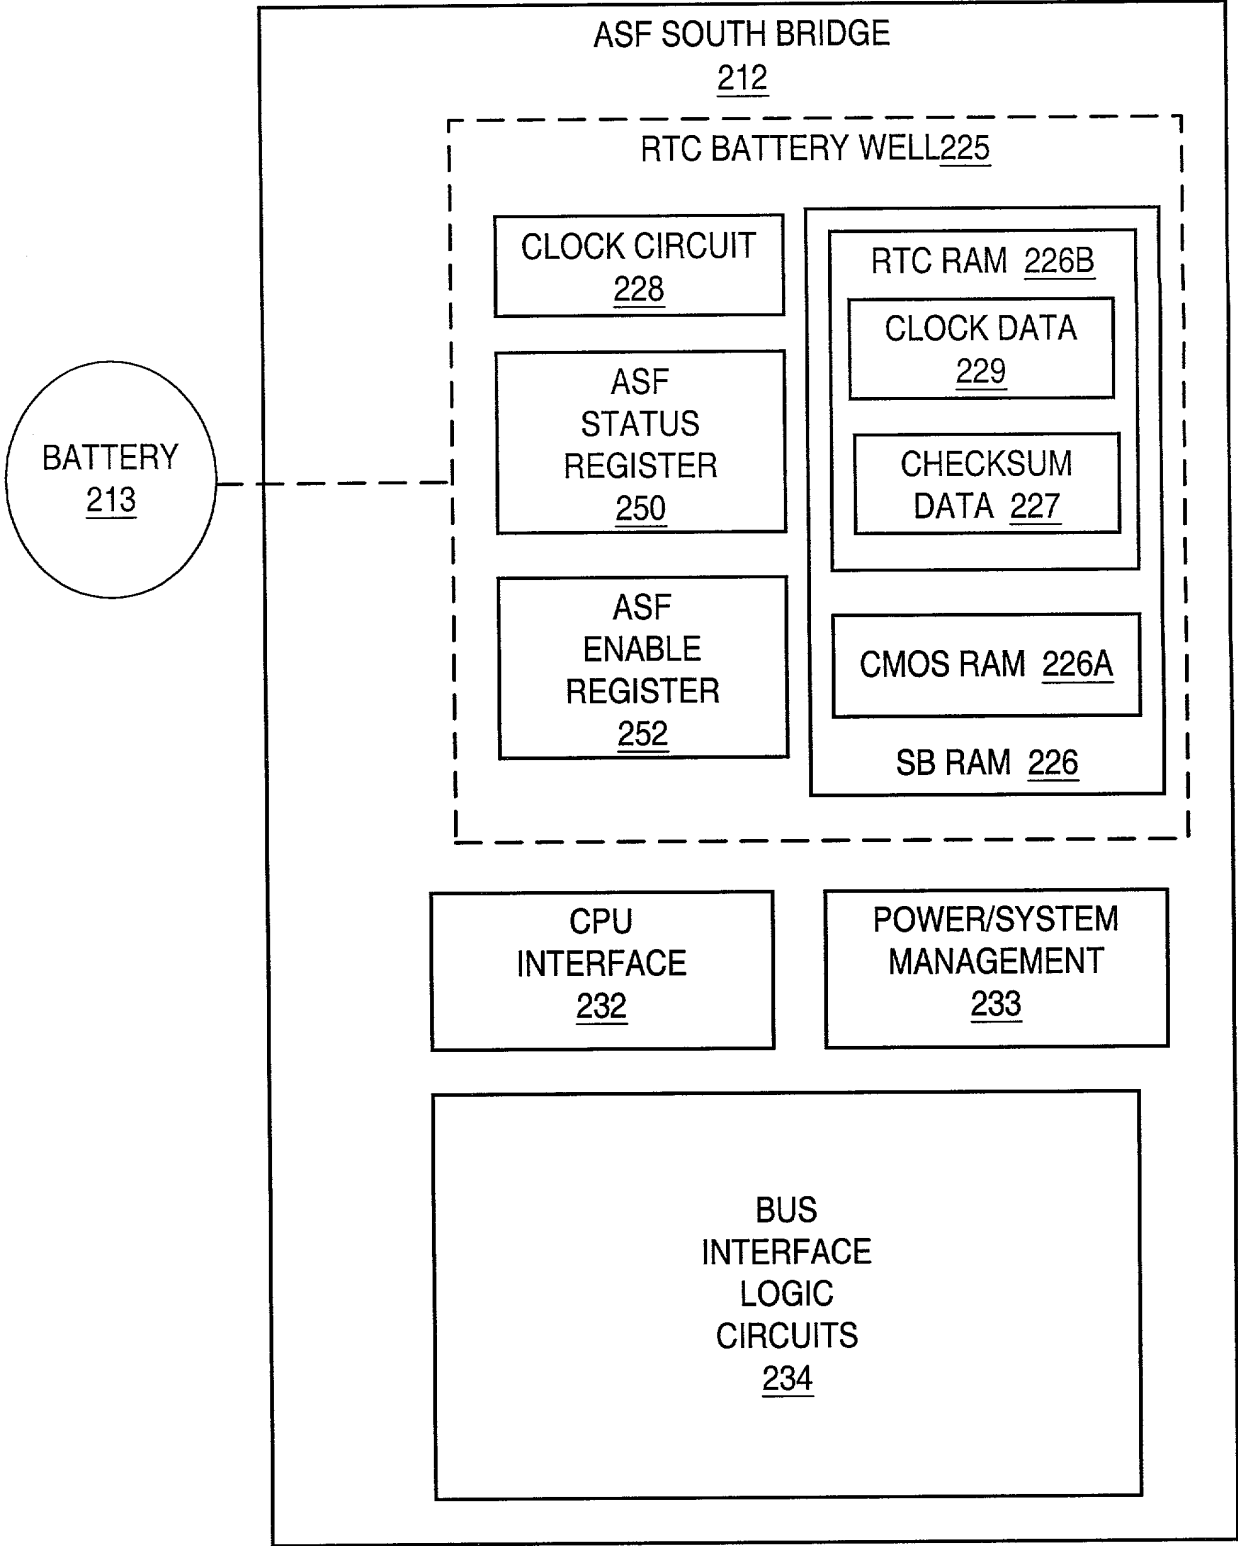 ASF SOUTH BRIDGE
212
RTC BATTERY WELL225
CLOCK CIRCUIT
228
ASF
STATUS
REGISTER
250
ASF
ENABLE
REGISTER
252
RTC RAM 226B
CLOCK DATA
229
CHECKSUM
DATA 227
CMOS RAM 226A
SB RAM 226
BATTERY
213
CPU
INTERFACE
232
POWER/SYSTEM
MANAGEMENT
233
BUS
INTERFACE
LOGIC
CIRCUITS
234